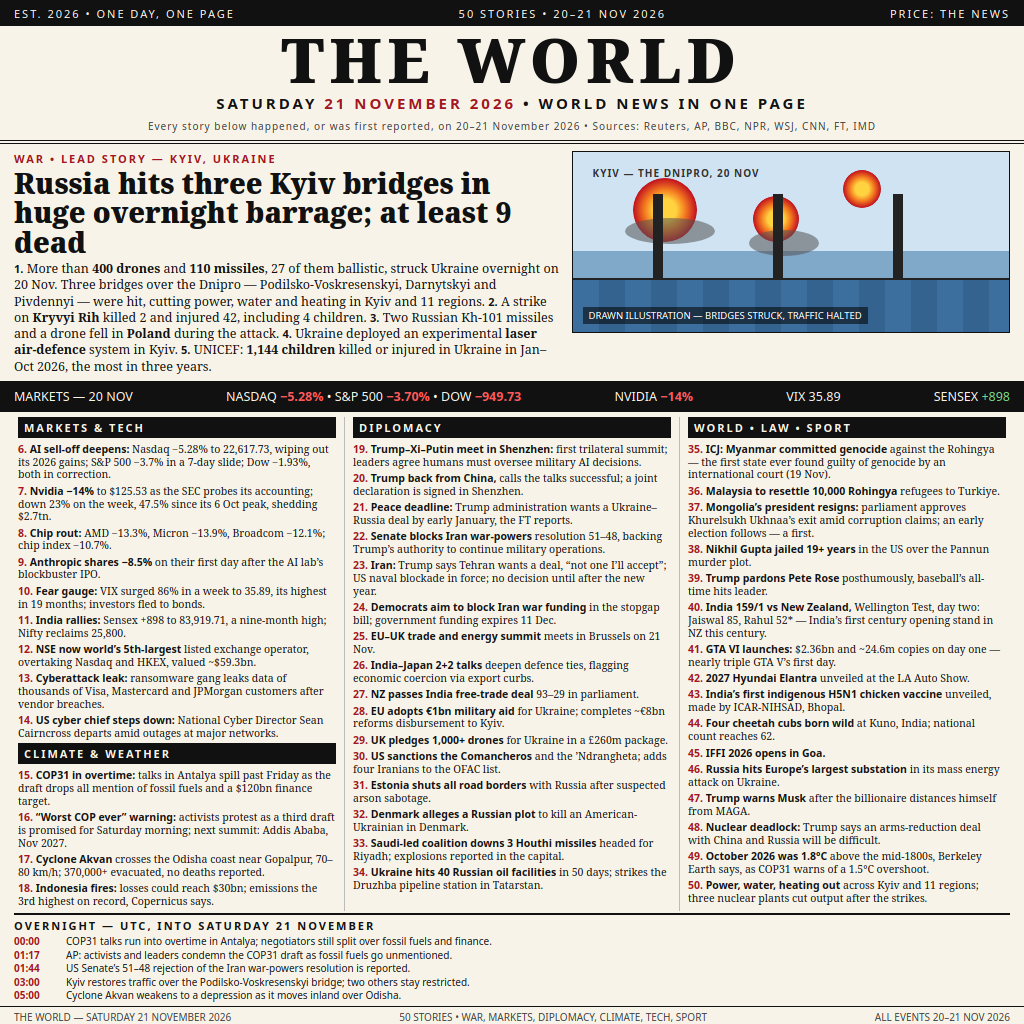 EST. 2026 • ONE DAY, ONE PAGE
50 STORIES • 20–21 NOV 2026
PRICE: THE NEWS
THE WORLD
SATURDAY 21 NOVEMBER 2026 • WORLD NEWS IN ONE PAGE
Every story below happened, or was first reported, on 20–21 November 2026 • Sources: Reuters, AP, BBC, NPR, WSJ, CNN, FT, IMD
WAR • LEAD STORY — KYIV, UKRAINE
Russia hits three Kyiv bridges in
huge overnight barrage; at least 9
dead
1. More than 400 drones and 110 missiles, 27 of them ballistic, struck Ukraine overnight on
20 Nov. Three bridges over the Dnipro — Podilsko-Voskresenskyi, Darnytskyi and
Pivdennyi — were hit, cutting power, water and heating in Kyiv and 11 regions. 2. A strike
on Kryvyi Rih killed 2 and injured 42, including 4 children. 3. Two Russian Kh-101 missiles
and a drone fell in Poland during the attack. 4. Ukraine deployed an experimental laser
air-defence system in Kyiv. 5. UNICEF: 1,144 children killed or injured in Ukraine in Jan–
Oct 2026, the most in three years.
KYIV — THE DNIPRO, 20 NOV
DRAWN ILLUSTRATION — BRIDGES STRUCK, TRAFFIC HALTED
MARKETS — 20 NOV
NASDAQ −5.28% • S&P 500 −3.70% • DOW −949.73
NVIDIA −14%
VIX 35.89
SENSEX +898
MARKETS & TECH
6. AI sell-off deepens: Nasdaq −5.28% to 22,617.73, wiping out
its 2026 gains; S&P 500 −3.7% in a 7-day slide; Dow −1.93%,
both in correction.
7. Nvidia −14% to $125.53 as the SEC probes its accounting;
down 23% on the week, 47.5% since its 6 Oct peak, shedding
$2.7tn.
8. Chip rout: AMD −13.3%, Micron −13.9%, Broadcom −12.1%;
chip index −10.7%.
9. Anthropic shares −8.5% on their first day after the AI lab’s
blockbuster IPO.
10. Fear gauge: VIX surged 86% in a week to 35.89, its highest
in 19 months; investors fled to bonds.
11. India rallies: Sensex +898 to 83,919.71, a nine-month high;
Nifty reclaims 25,800.
12. NSE now world’s 5th-largest listed exchange operator,
overtaking Nasdaq and HKEX, valued ~$59.3bn.
13. Cyberattack leak: ransomware gang leaks data of
thousands of Visa, Mastercard and JPMorgan customers after
vendor breaches.
14. US cyber chief steps down: National Cyber Director Sean
Cairncross departs amid outages at major networks.
CLIMATE & WEATHER
15. COP31 in overtime: talks in Antalya spill past Friday as the
draft drops all mention of fossil fuels and a $120bn finance
target.
16. “Worst COP ever” warning: activists protest as a third draft
is promised for Saturday morning; next summit: Addis Ababa,
Nov 2027.
17. Cyclone Akvan crosses the Odisha coast near Gopalpur, 70–
80 km/h; 370,000+ evacuated, no deaths reported.
18. Indonesia fires: losses could reach $30bn; emissions the
3rd highest on record, Copernicus says.
DIPLOMACY
19. Trump–Xi–Putin meet in Shenzhen: first trilateral summit;
leaders agree humans must oversee military AI decisions.
20. Trump back from China, calls the talks successful; a joint
declaration is signed in Shenzhen.
21. Peace deadline: Trump administration wants a Ukraine–
Russia deal by early January, the FT reports.
22. Senate blocks Iran war-powers resolution 51–48, backing
Trump’s authority to continue military operations.
23. Iran: Trump says Tehran wants a deal, “not one I’ll accept”;
US naval blockade in force; no decision until after the new
year.
24. Democrats aim to block Iran war funding in the stopgap
bill; government funding expires 11 Dec.
25. EU–UK trade and energy summit meets in Brussels on 21
Nov.
26. India–Japan 2+2 talks deepen defence ties, flagging
economic coercion via export curbs.
27. NZ passes India free-trade deal 93–29 in parliament.
28. EU adopts €1bn military aid for Ukraine; completes ~€8bn
reforms disbursement to Kyiv.
29. UK pledges 1,000+ drones for Ukraine in a £260m package.
30. US sanctions the Comancheros and the ’Ndrangheta; adds
four Iranians to the OFAC list.
31. Estonia shuts all road borders with Russia after suspected
arson sabotage.
32. Denmark alleges a Russian plot to kill an American-
Ukrainian in Denmark.
33. Saudi-led coalition downs 3 Houthi missiles headed for
Riyadh; explosions reported in the capital.
34. Ukraine hits 40 Russian oil facilities in 50 days; strikes the
Druzhba pipeline station in Tatarstan.
WORLD • LAW • SPORT
35. ICJ: Myanmar committed genocide against the Rohingya
— the first state ever found guilty of genocide by an
international court (19 Nov).
36. Malaysia to resettle 10,000 Rohingya refugees to Turkiye.
37. Mongolia’s president resigns: parliament approves
Khurelsukh Ukhnaa’s exit amid corruption claims; an early
election follows — a first.
38. Nikhil Gupta jailed 19+ years in the US over the Pannun
murder plot.
39. Trump pardons Pete Rose posthumously, baseball’s all-
time hits leader.
40. India 159/1 vs New Zealand, Wellington Test, day two:
Jaiswal 85, Rahul 52* — India’s first century opening stand in
NZ this century.
41. GTA VI launches: $2.36bn and ~24.6m copies on day one —
nearly triple GTA V’s first day.
42. 2027 Hyundai Elantra unveiled at the LA Auto Show.
43. India’s first indigenous H5N1 chicken vaccine unveiled,
made by ICAR-NIHSAD, Bhopal.
44. Four cheetah cubs born wild at Kuno, India; national
count reaches 62.
45. IFFI 2026 opens in Goa.
46. Russia hits Europe’s largest substation in its mass energy
attack on Ukraine.
47. Trump warns Musk after the billionaire distances himself
from MAGA.
48. Nuclear deadlock: Trump says an arms-reduction deal
with China and Russia will be difficult.
49. October 2026 was 1.8°C above the mid-1800s, Berkeley
Earth says, as COP31 warns of a 1.5°C overshoot.
50. Power, water, heating out across Kyiv and 11 regions;
three nuclear plants cut output after the strikes.
OVERNIGHT — UTC, INTO SATURDAY 21 NOVEMBER
00:00 COP31 talks run into overtime in Antalya; negotiators still split over fossil fuels and finance.
01:17 AP: activists and leaders condemn the COP31 draft as fossil fuels go unmentioned.
01:44 US Senate’s 51–48 rejection of the Iran war-powers resolution is reported.
03:00 Kyiv restores traffic over the Podilsko-Voskresenskyi bridge; two others stay restricted.
05:00 Cyclone Akvan weakens to a depression as it moves inland over Odisha.
THE WORLD — SATURDAY 21 NOVEMBER 2026
50 STORIES • WAR, MARKETS, DIPLOMACY, CLIMATE, TECH, SPORT
ALL EVENTS 20–21 NOV 2026